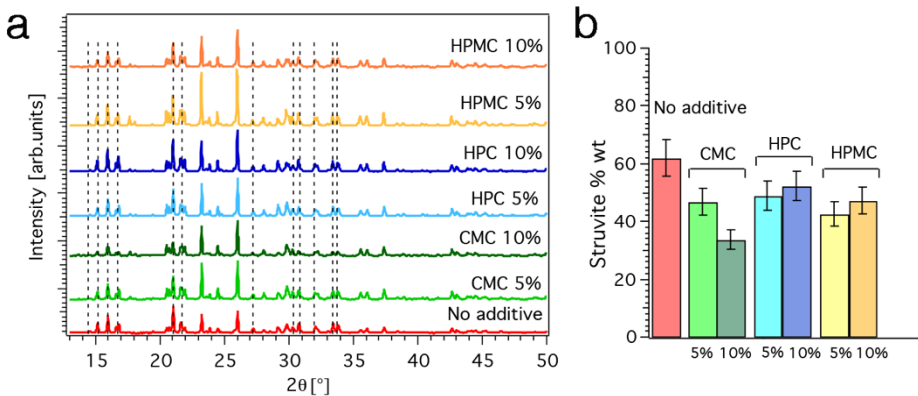 a
Intensity [arb.units]
HPMC 10%
HPMC 5%
HPC 10%
HPC 5%
CMC 10%
CMC 5%
No additive
15 20 25 30 35 40 45 50
2θ [°]
b
Struvite % wt
100
80
60
40
20
0
No additive
CMC
HPC
HPMC
5% 10% 5% 10% 5% 10%